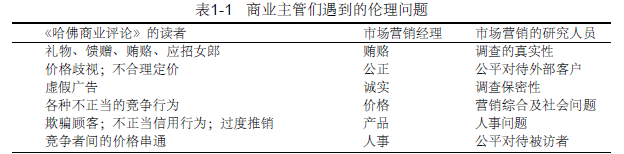 表1-1 商业主管们遇到的伦理问题
《哈佛商业评论》的读者 市场营销经理 市场营销的研究人员
礼物、馈赠、贿赂、应招女郎 贿赂 调查的真实性
价格歧视；不合理定价 公正 公平对待外部客户
虚假广告 诚实 调查保密性
各种不正当的竞争行为 价格 营销综合及社会问题
欺骗顾客；不正当信用行为；过度推销 产品 人事问题
竞争者间的价格串通 人事 公平对待被访者